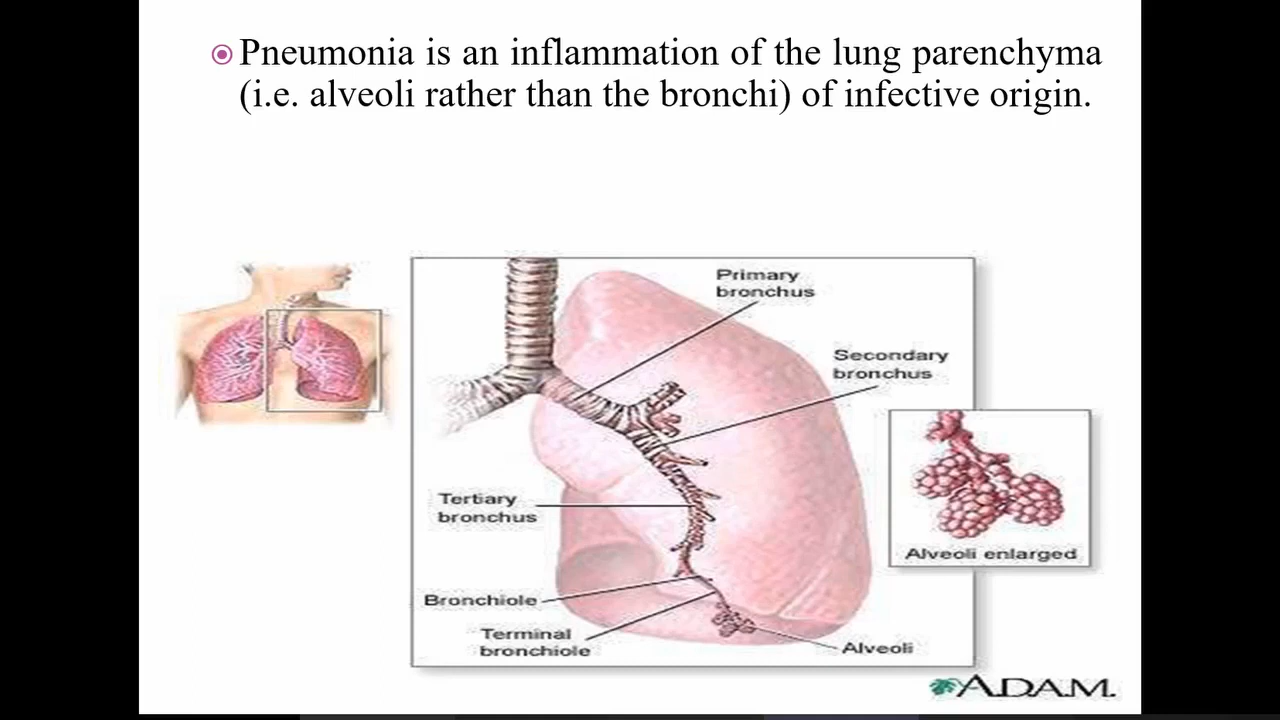 Pneumonia is an inflammation of the lung parenchyma
(i.e. alveoli rather than the bronchi) of infective origin.
Primary
bronchus
Secondary
bronchus
Tertiary
bronchus
Alveoli enlarged
Bronchiole
Terminal
bronchiole
Alveoli
A.D.A.M.